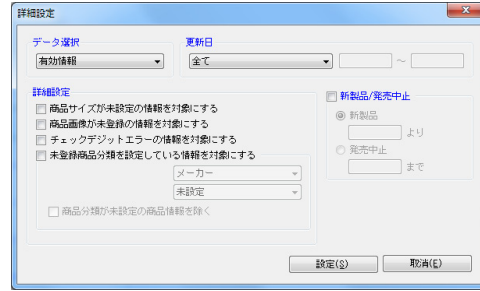 詳細設定
データ選択
有効情報
更新日
全て
～
詳細設定
商品サイズが未設定の情報を対象にする
商品画像が未登録の情報を対象にする
チェックデジットエラーの情報を対象にする
未登録商品分類を設定している情報を対象にする
メーカー
未設定
商品分類が未設定の商品情報を除く
新製品/発売中止
新製品
より
発売中止
まで
設定(S)
取消(E)